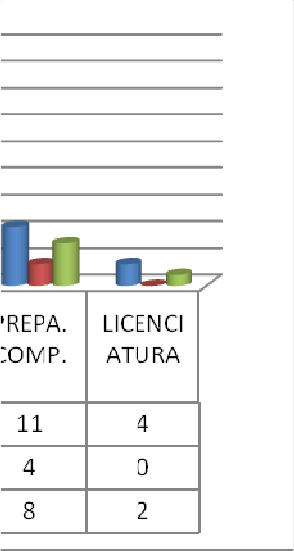 PREPA. LICENCI
COMP. ATURA
11 4
4 0
8 2